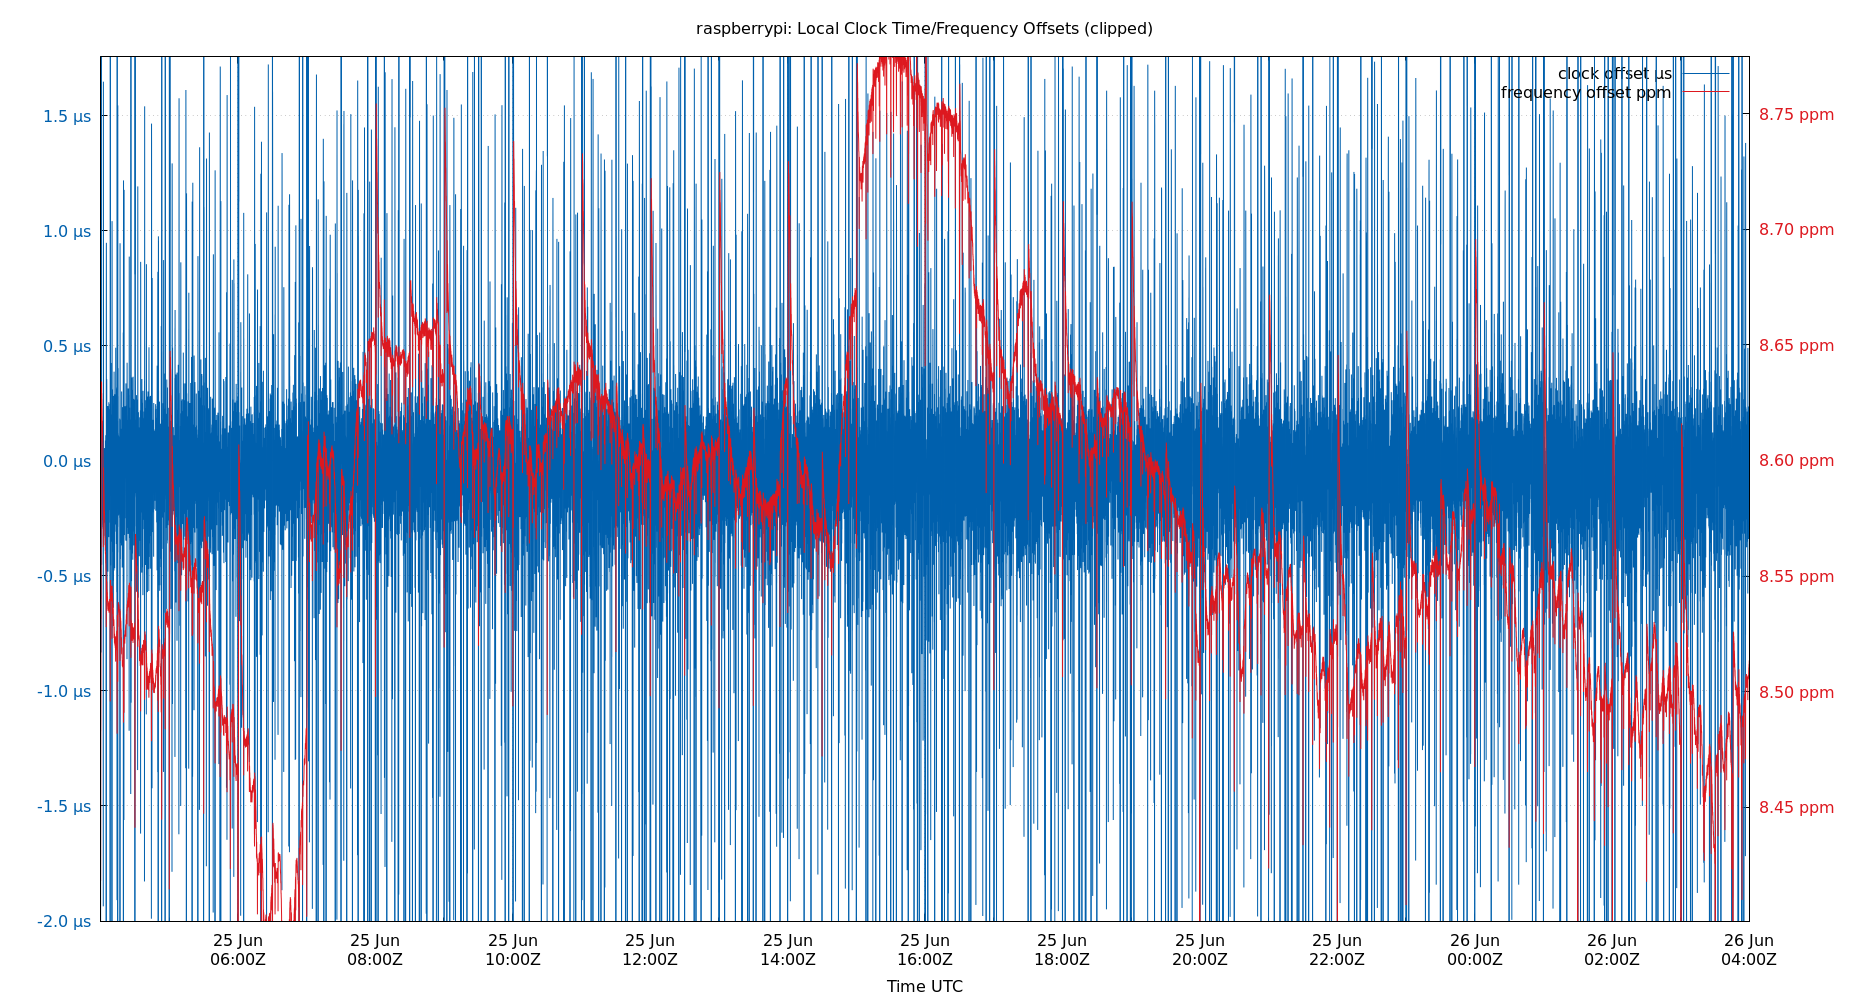 raspberrypi: Local Clock Time/Frequency Offsets (clipped)
clock offset µs
frequency offset ppm
1.5 µs
1.0 µs
0.5 µs
0.0 µs
-0.5 µs
-1.0 µs
-1.5 µs
-2.0 µs
8.75 ppm
8.70 ppm
8.65 ppm
8.60 ppm
8.55 ppm
8.50 ppm
8.45 ppm
25 Jun
06:00Z
25 Jun
08:00Z
25 Jun
10:00Z
25 Jun
12:00Z
25 Jun
14:00Z
25 Jun
16:00Z
25 Jun
18:00Z
25 Jun
20:00Z
25 Jun
22:00Z
26 Jun
00:00Z
26 Jun
02:00Z
26 Jun
04:00Z
Time UTC